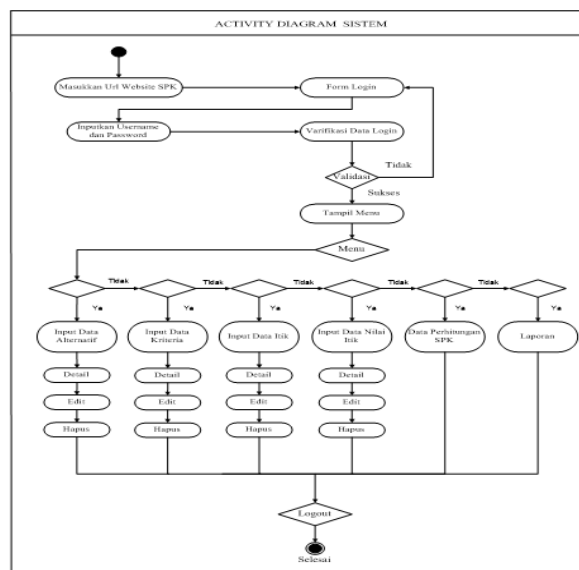 ACTIVITY DIAGRAM SISTEM
Masukkan Url Website SPK
Form Login
Inputkan Username
dan Password
Varifikasi Data Login
Tidak
Validasi
Sukses
Tampil Menu
Menu
Tidak
Tidak
Tidak
Tidak
Tidak
Ya
Ya
Ya
Ya
Ya
Ya
Input Data
Alternatif
Input Data
Kriteria
Input Data Itik
Input Data Nilai
Itik
Data Perhitungan
SPK
Laporan
Detail
Detail
Detail
Detail
Edit
Edit
Edit
Edit
Hapus
Hapus
Hapus
Hapus
Logout
Selesai